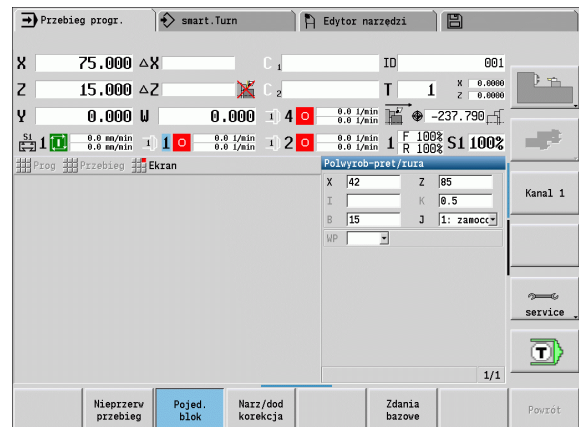 Przebieg progr. smart.Turn Edytor narzędzi
X 75.000 △X C 1 ID 001
Z 15.000 △Z C 2 T 1 X 0.0000 Z 0.0000
Y 0.000 W 0.000 4 0.0 1/min 0.0 1/min -237.790
S1 1 0.0 mm/min 0.0 mm/min 1 0.0 1/min 0.0 1/min 2 0.0 1/min 0.0 1/min 1 F 100% R 100% S1 100%
Prog Przebieg Ekran
Polwyrob-pret/rura
X 42 Z 85
I K 0.5
B 15 J 1: zamocc
WP
1/1
Kanal 1
service
T
Nieprzerw przebieg
Pojed. blok
Narz/dod korekcja
Zdania bazowe
Powrót